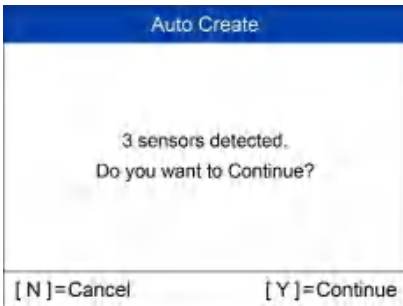 Auto Create
3 sensors detected.
Do you want to Continue?
[ N ]=Cancel [ Y ]=Continue